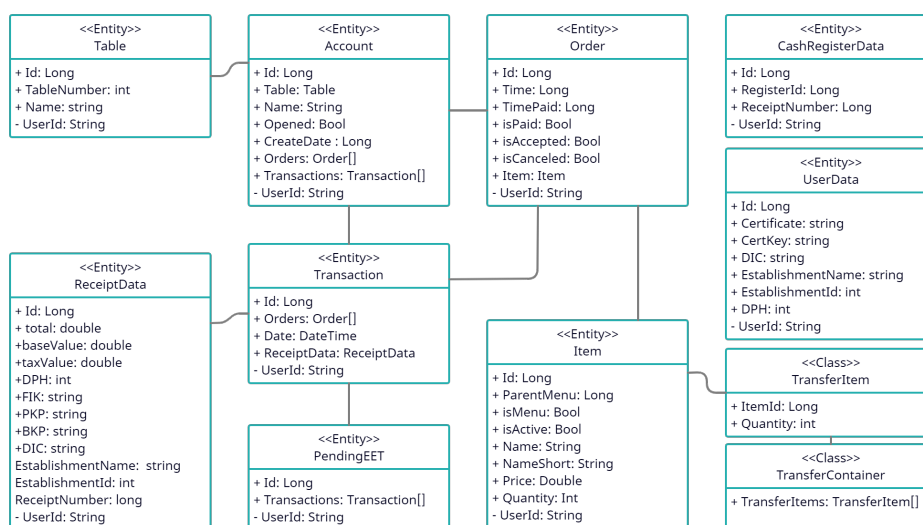 <<Entity>>
Table
+ Id: Long
+ TableNumber: int
+ Name: string
- UserId: String
<<Entity>>
Account
+ Id: Long
+ Table: Table
+ Name: String
+ Opened: Bool
+ CreateDate : Long
+ Orders: Order[]
+ Transactions: Transaction[]
- UserId: String
<<Entity>>
Order
+ Id: Long
+ Time: Long
+ TimePaid: Long
+ isPaid: Bool
+ isAccepted: Bool
+ isCanceled: Bool
+ Item: Item
- UserId: String
<<Entity>>
CashRegisterData
+ Id: Long
+ RegisterId: Long
+ ReceiptNumber: Long
- UserId: String
<<Entity>>
UserData
+ Id: Long
+ Certificate: string
+ CertKey: string
+ DIC: string
+ EstablishmentName: string
+ EstablishmentId: int
+ DPH: int
- UserId: String
<<Entity>>
ReceiptData
+ Id: Long
+ total: double
+baseValue: double
+taxValue: double
+DPH: int
+FIK: string
+PKP: string
+BKP: string
+DIC: string
EstablishmentName:  string
EstablishmentId: int
ReceiptNumber: long
- UserId: String
<<Entity>>
Transaction
+ Id: Long
+ Orders: Order[]
+ Date: DateTime
+ ReceiptData: ReceiptData
- UserId: String
<<Entity>>
PendingEET
+ Id: Long
+ Transactions: Transaction[]
- UserId: String
<<Entity>>
Item
+ Id: Long
+ ParentMenu: Long
+ isMenu: Bool
+ isActive: Bool
+ Name: String
+ NameShort: String
+ Price: Double
+ Quantity: Int
- UserId: String
<<Class>>
TransferItem
+ ItemId: Long
+ Quantity: int
<<Class>>
TransferContainer
+ TransferItems: TransferItem[]